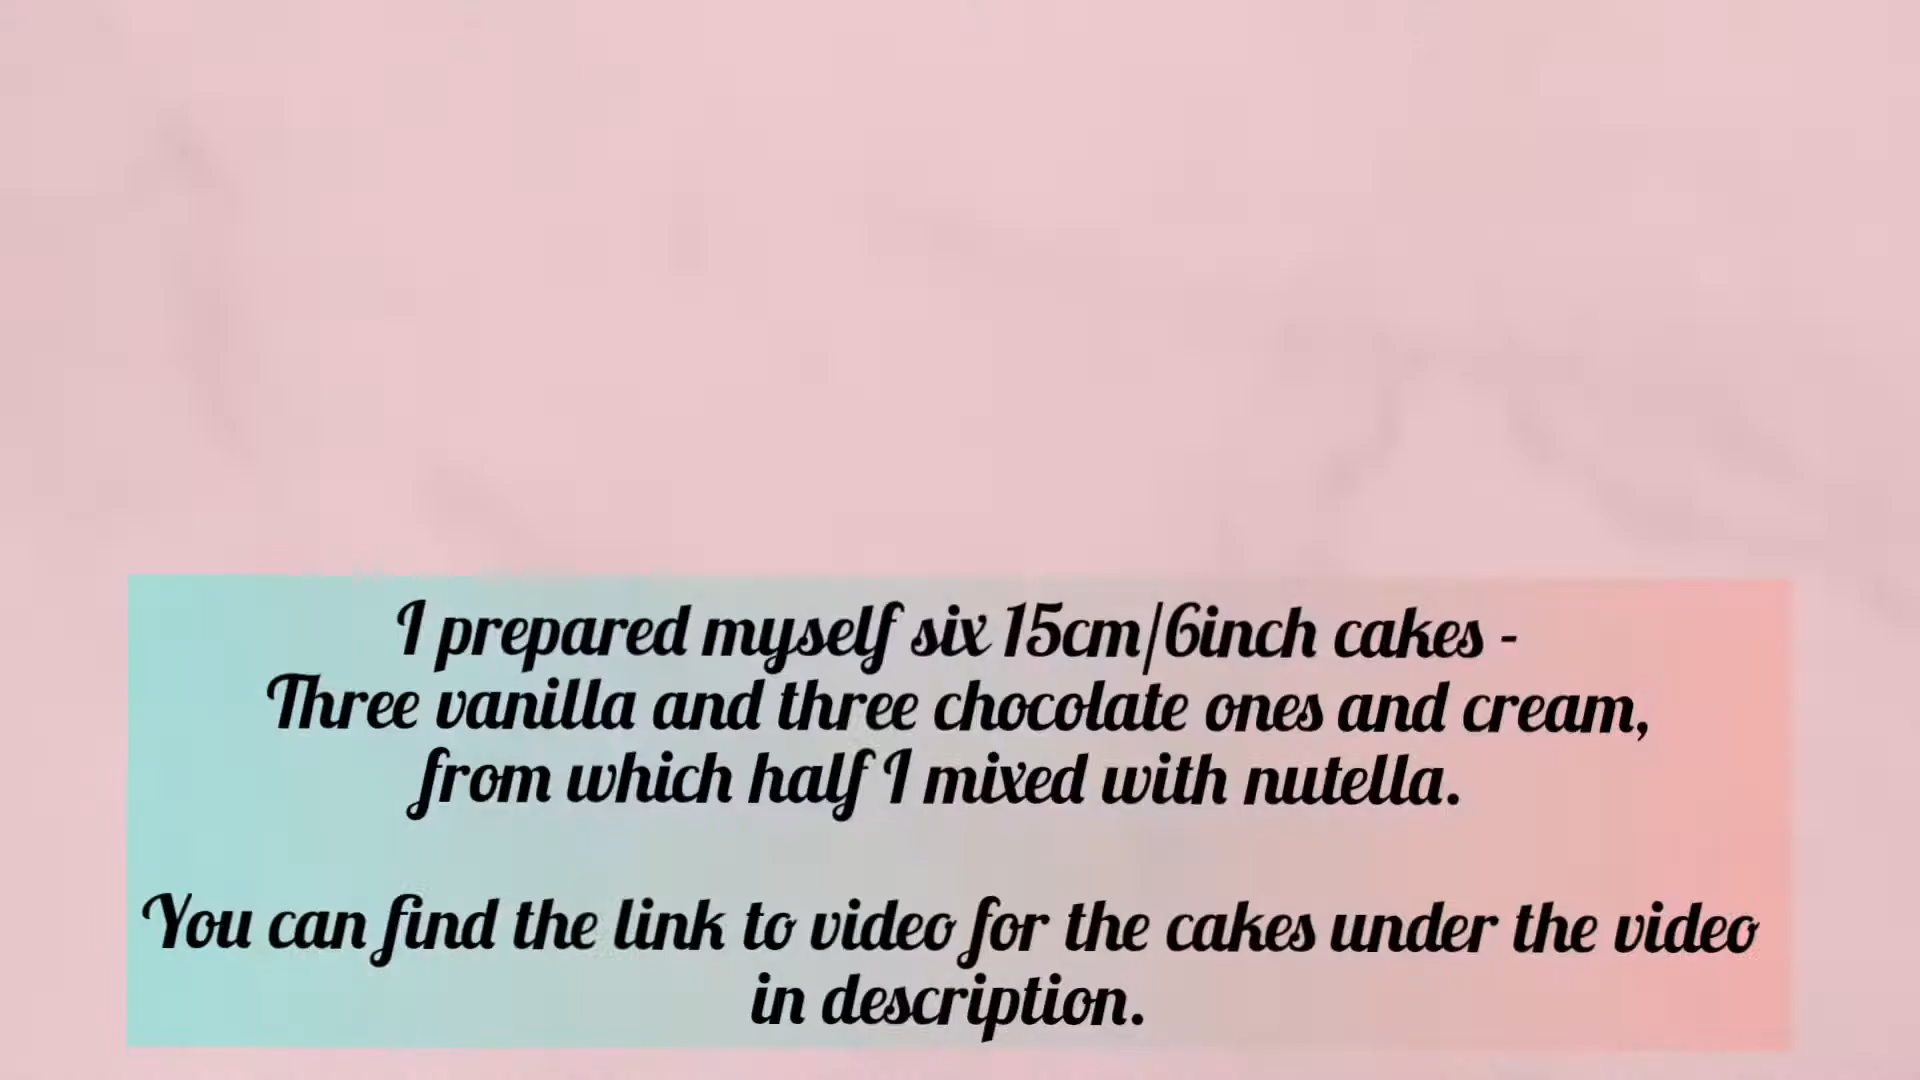 I prepared myself six 15cm/6inch cakes -
Three vanilla and three chocolate ones and cream,
from which half I mixed with nutella.
You can find the link to video for the cakes under the video
in description.